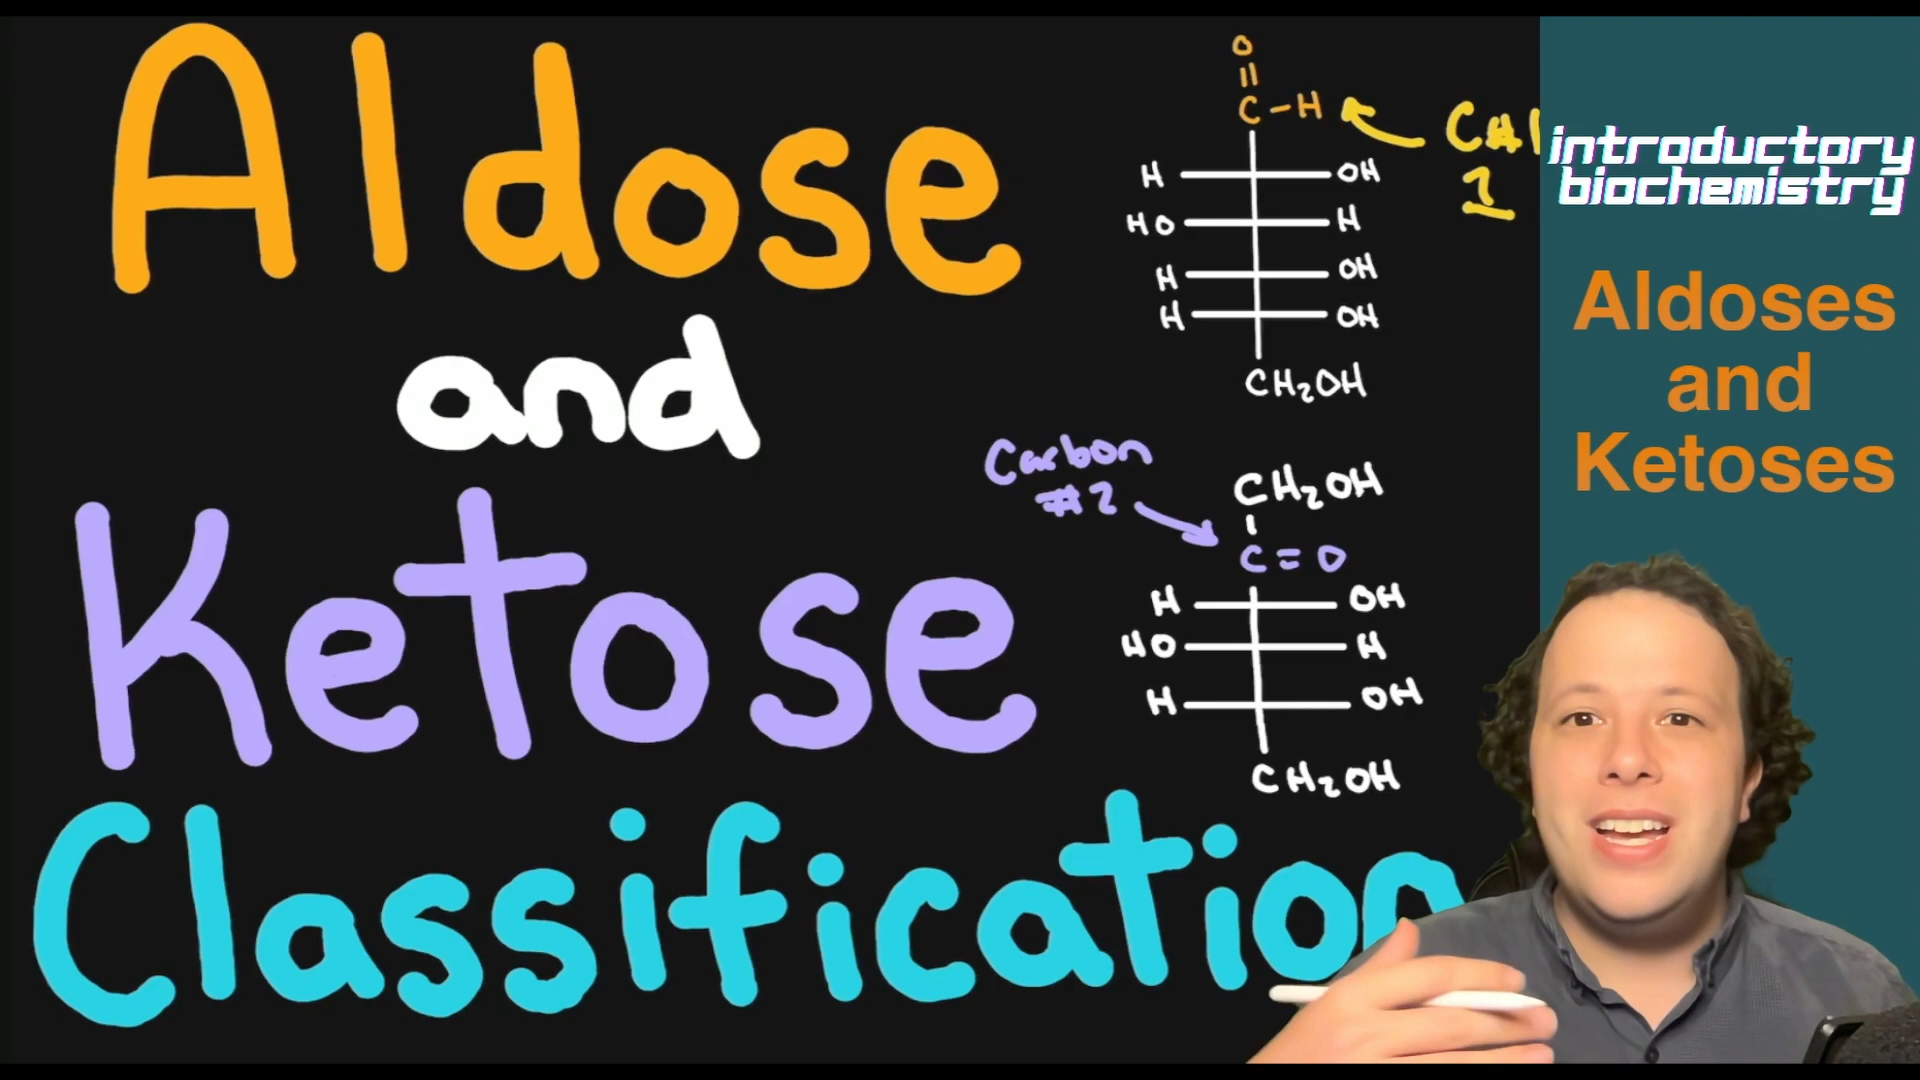 Aldose
and
Ketose
Classification
O
C-H
H OH
HO H
H OH
H OH
CH2OH
1
Carbon
#2
CH2OH
C=O
H OH
HO H
H OH
CH2OH
introductory
biochemistry
Aldoses
and
Ketoses